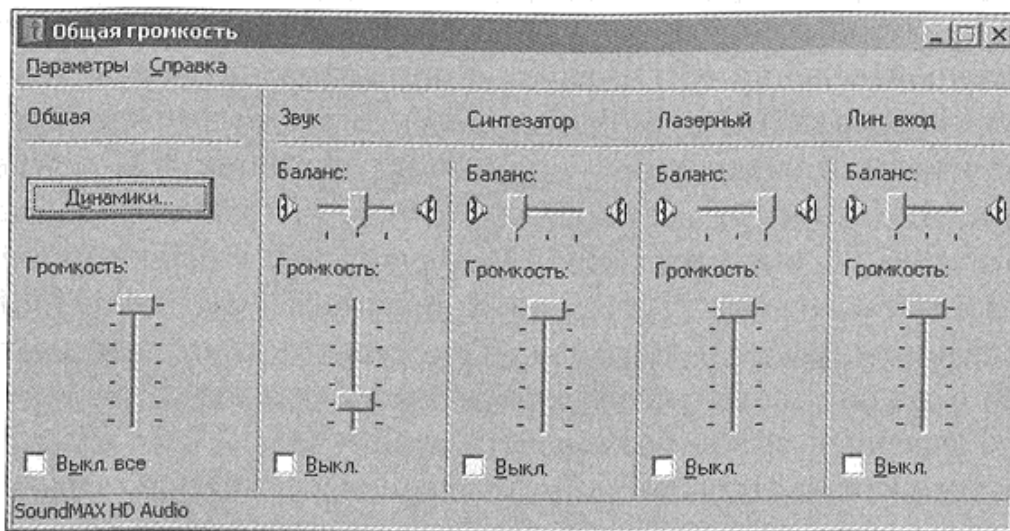 Общая громкость
Параметры Справка
Общая Звук Синтезатор Лазерный Лин. вход
Баланс: Баланс: Баланс: Баланс:
Динамики...
Громкость: Громкость: Громкость: Громкость: Громкость:
Выкл. все Выкл. Выкл. Выкл. Выкл.
SoundMAX HD Audio